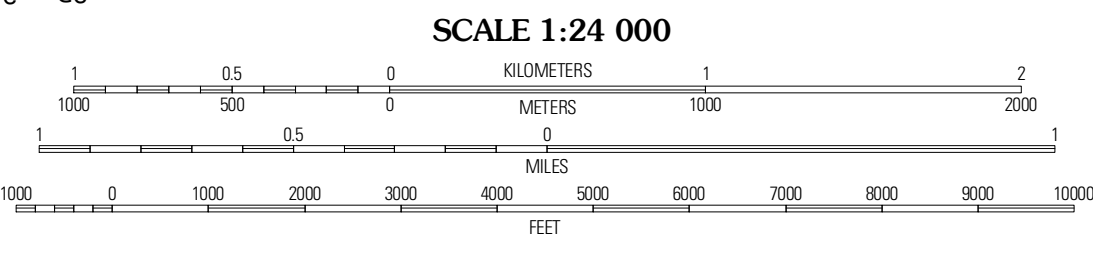 SCALE 1:24 000
1 0.5 0 KILOMETERS 1 2
1000 500 0 METERS 1000 2000
1 0.5 0 1
MILES
1000 0 1000 2000 3000 4000 5000 6000 7000 8000 9000 10000
FEET